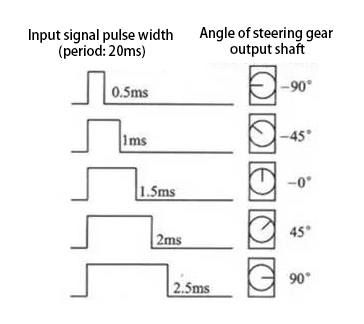 Input signal pulse width
(period: 20ms)
Angle of steering gear
output shaft
0.5ms
−90°
1ms
−45°
1.5ms
−0°
2ms
45°
2.5ms
90°